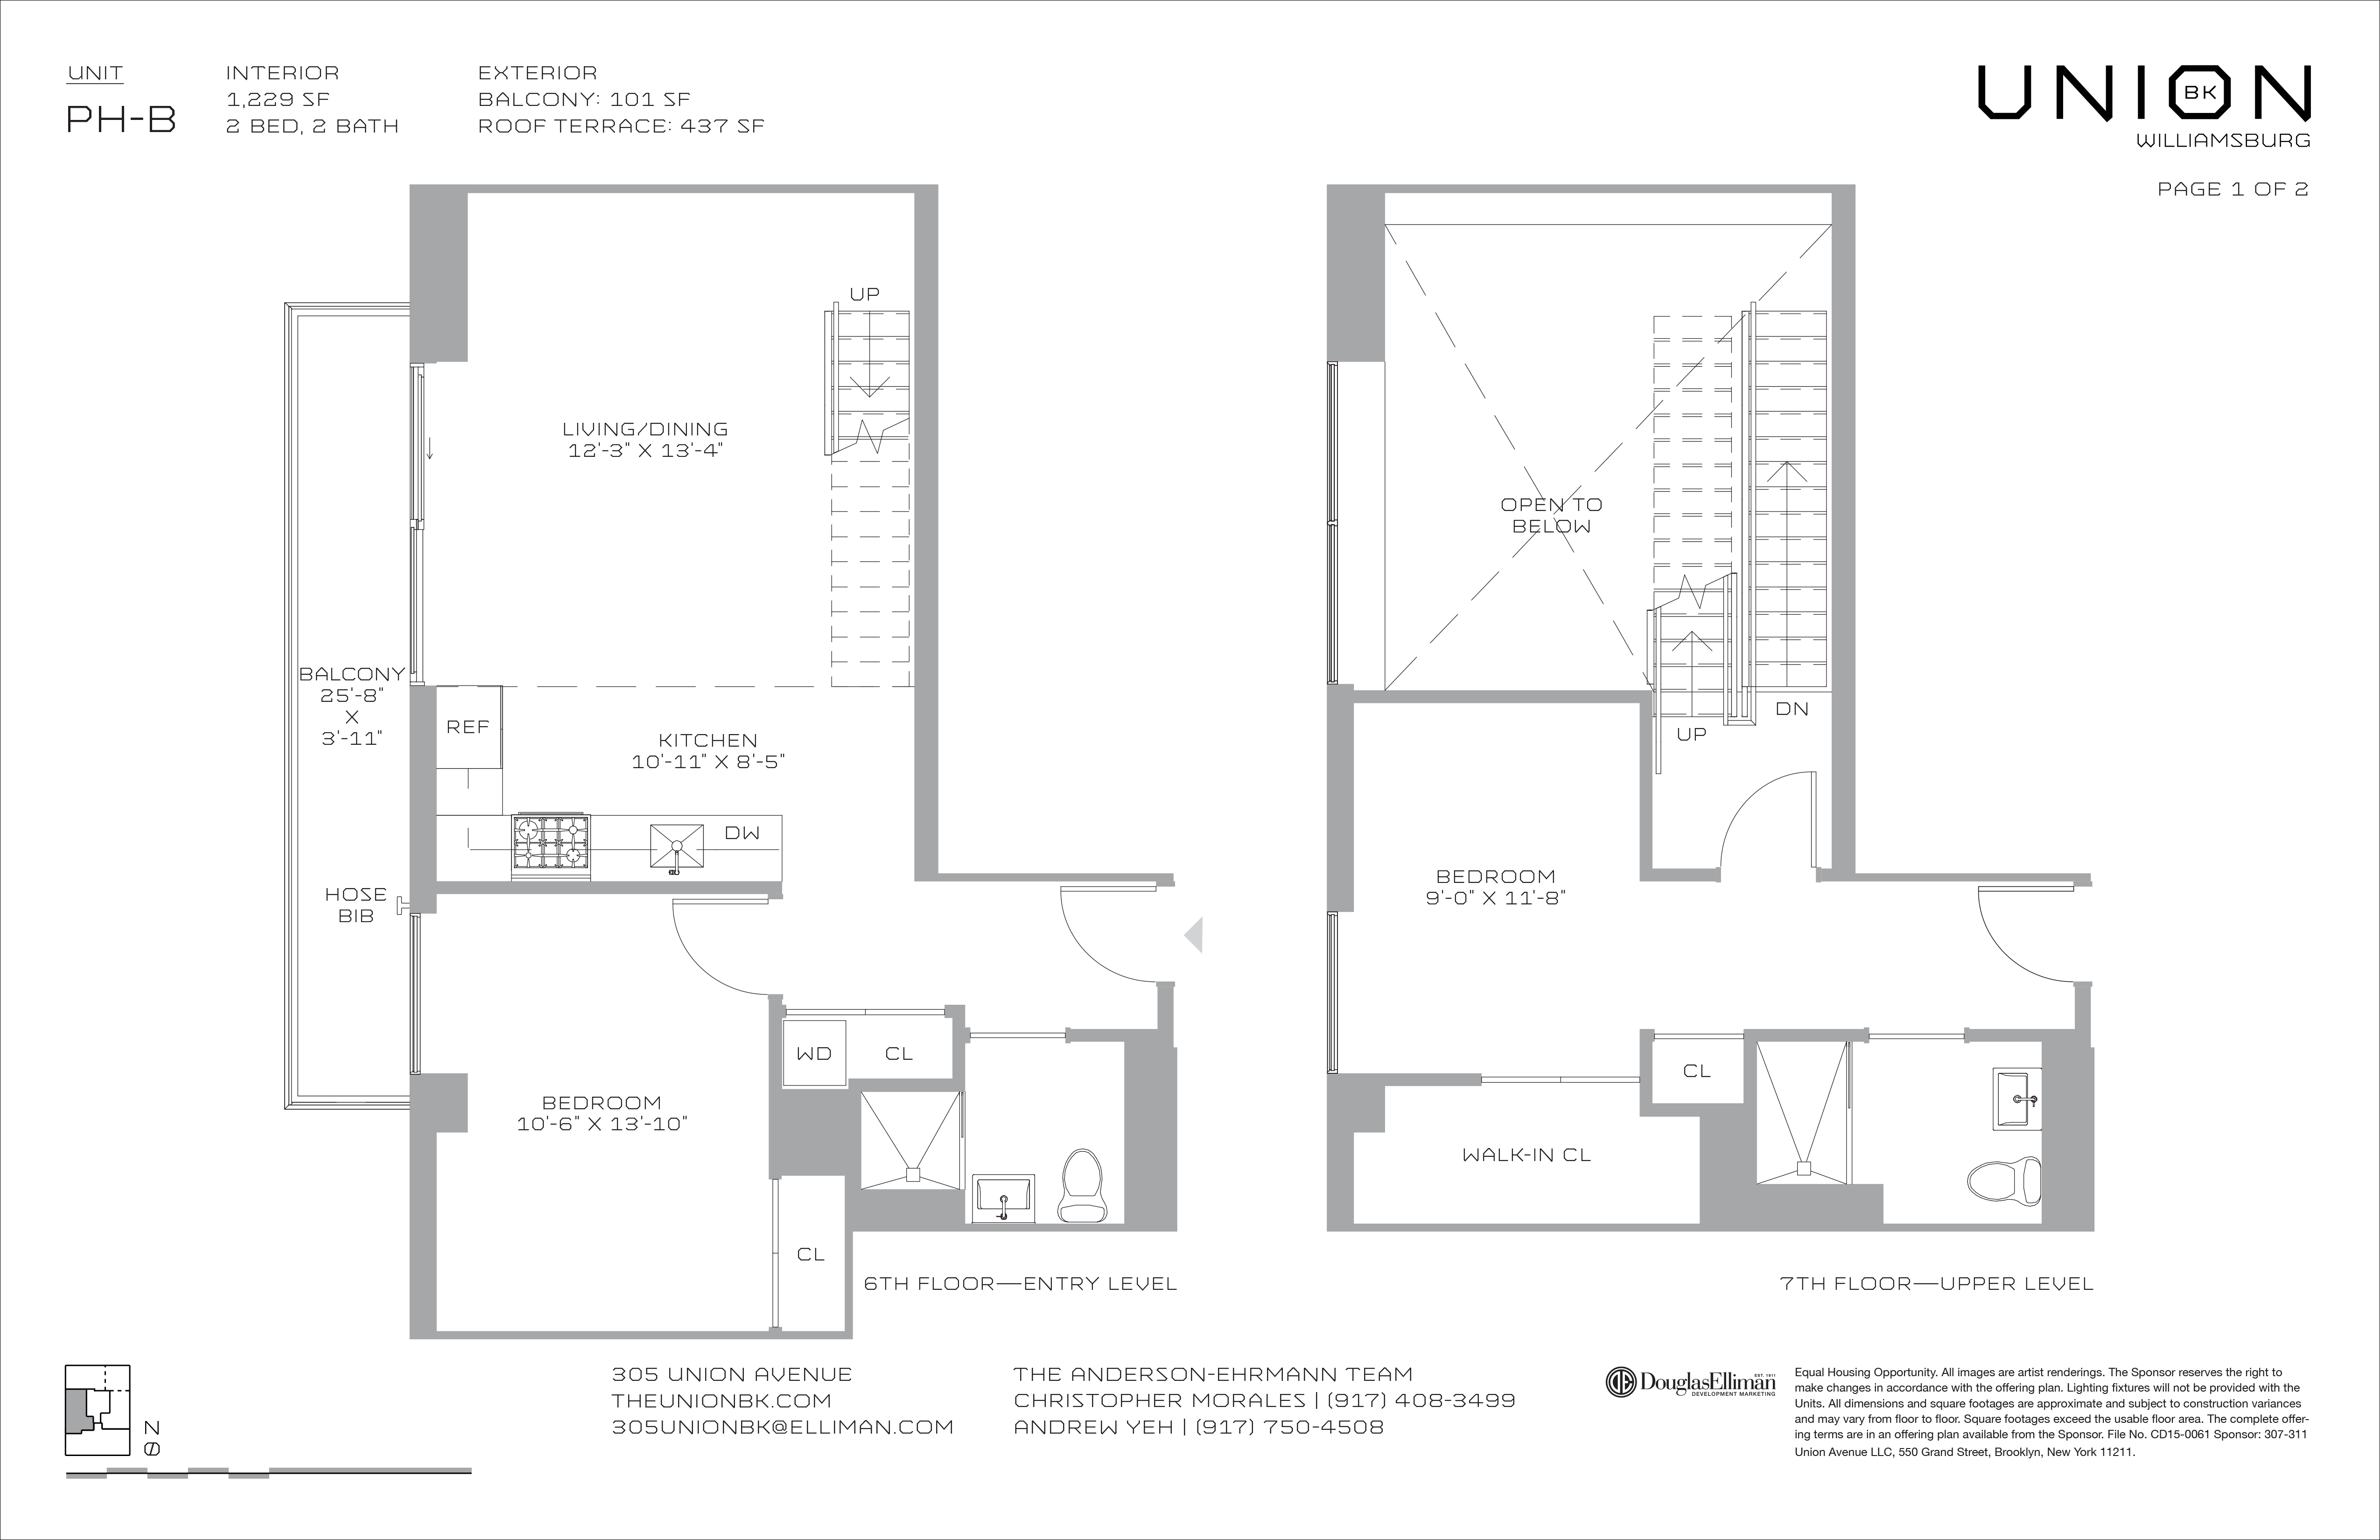 UNIT
PH-B
INTERIOR
1,229 SF
2 BED, 2 BATH
EXTERIOR
BALCONY: 101 SF
ROOF TERRACE: 437 SF
UNION
BK
WILLIAMSBURG
PAGE 1 OF 2
UP
LIVING/DINING
12'-3" X 13'-4"
BALCONY
25'-8"
X
3'-11"
REF
KITCHEN
10'-11" X 8'-5"
DW
HOSE
BIB
WD
CL
BEDROOM
10'-6" X 13'-10"
CL
6TH FLOOR—ENTRY LEVEL
OPEN TO
BELOW
DN
UP
BEDROOM
9'-0" X 11'-8"
CL
WALK-IN CL
7TH FLOOR—UPPER LEVEL
N
305 UNION AVENUE
THEUNIONBK.COM
305UNIONBK@ELLIMAN.COM
THE ANDERSON-EHRMANN TEAM
CHRISTOPHER MORALES | (917) 408-3499
ANDREW YEH | (917) 750-4508
DE
DouglasElliman
EST. 1911
DEVELOPMENT MARKETING
Equal Housing Opportunity. All images are artist renderings. The Sponsor reserves the right to
make changes in accordance with the offering plan. Lighting fixtures will not be provided with the
Units. All dimensions and square footages are approximate and subject to construction variances
and may vary from floor to floor. Square footages exceed the usable floor area. The complete offer-
ing terms are in an offering plan available from the Sponsor. File No. CD15-0061 Sponsor: 307-311
Union Avenue LLC, 550 Grand Street, Brooklyn, New York 11211.